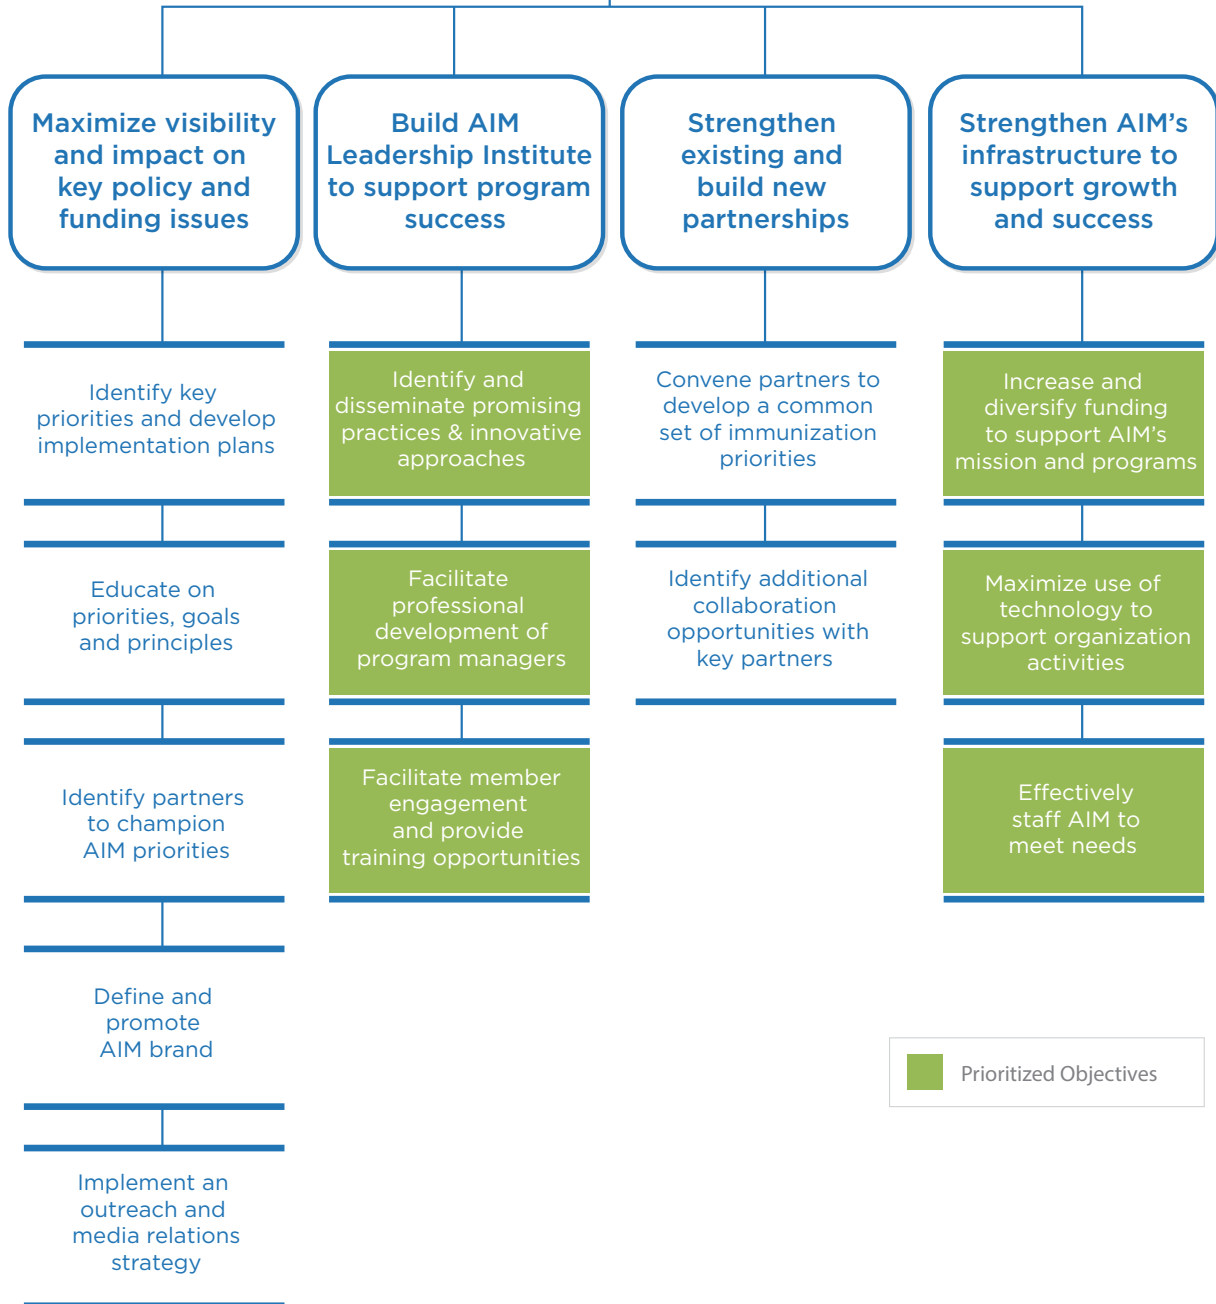 Maximize visibility
and impact on
key policy and
funding issues
Build AIM
Leadership Institute
to support program
success
Strengthen
existing and
build new
partnerships
Strengthen AIM's
infrastructure to
support growth
and success
Identify key
priorities and develop
implementation plans
Educate on
priorities, goals
and principles
Identify partners
to champion
AIM priorities
Define and
promote
AIM brand
Implement an
outreach and
media relations
strategy
Identify and
disseminate promising
practices & innovative
approaches
Facilitate
professional
development of
program managers
Facilitate member
engagement
and provide
training opportunities
Convene partners to
develop a common
set of immunization
priorities
Identify additional
collaboration
opportunities with
key partners
Increase and
diversify funding
to support AIM's
mission and programs
Maximize use of
technology to
support organization
activities
Effectively
staff AIM to
meet needs
Prioritized Objectives